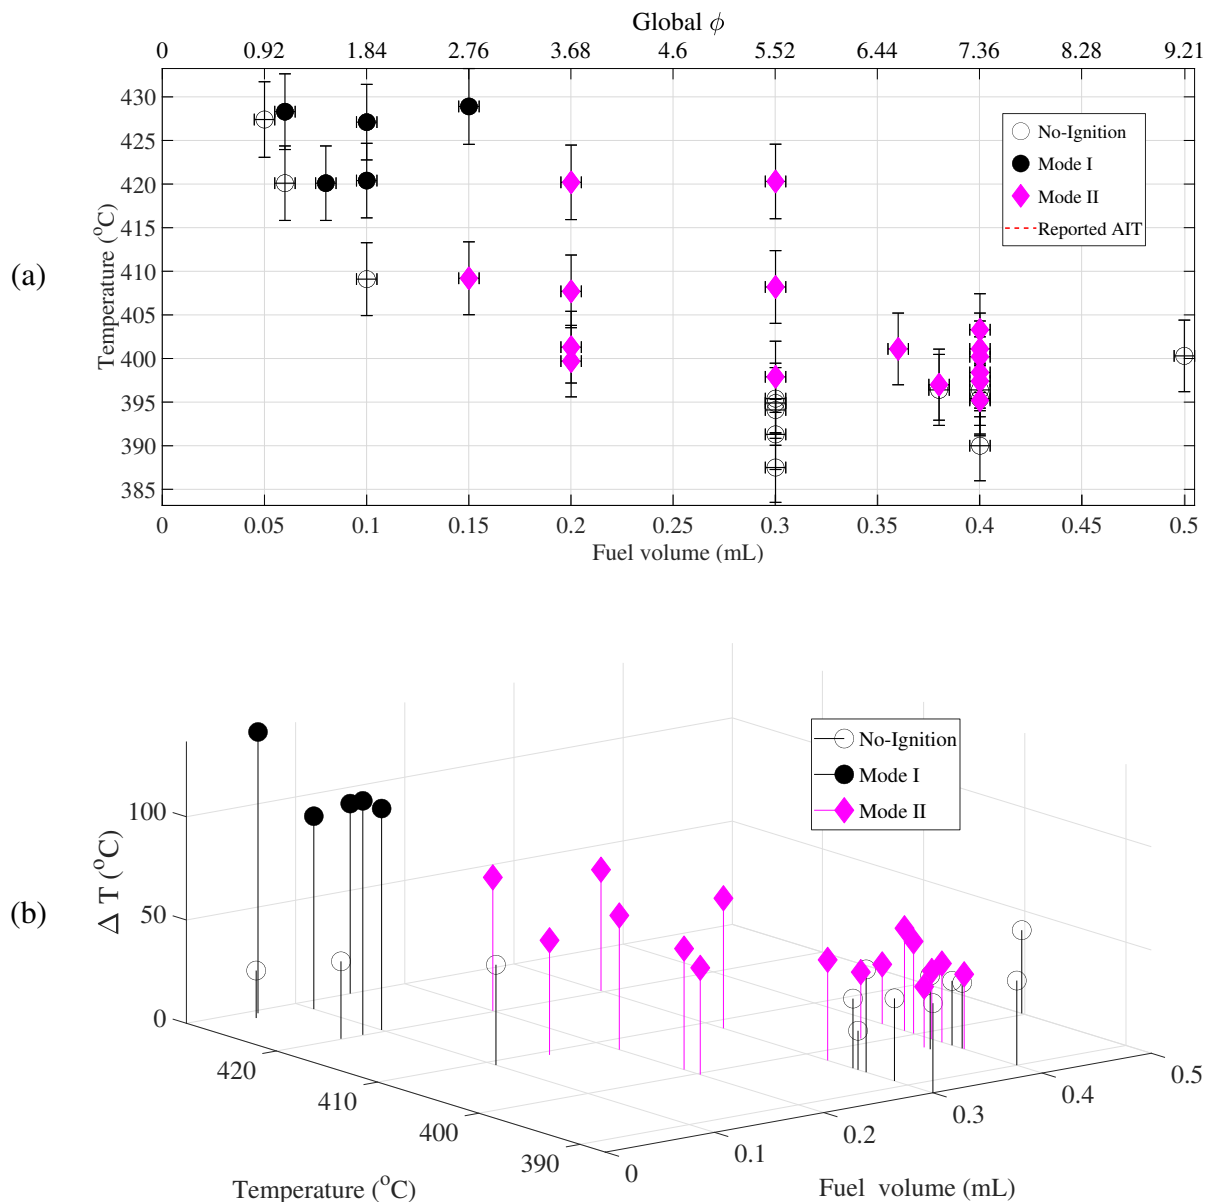 Global ϕ
0 0.92 1.84 2.76 3.68 4.6 5.52 6.44 7.36 8.28 9.21
430
425
420
415
410
405
400
395
390
385
Temperature (°C)
(a)
No-Ignition
Mode I
Mode II
Reported AIT
0 0.05 0.1 0.15 0.2 0.25 0.3 0.35 0.4 0.45 0.5
Fuel volume (mL)
No-Ignition
Mode I
Mode II
100
50
0
Δ T (°C)
(b)
420
410
400
390
Temperature (°C)
0
0.1
0.2
0.3
0.4
0.5
Fuel volume (mL)